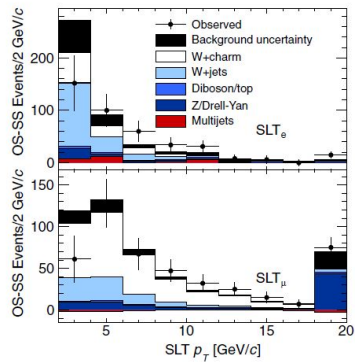 OS-SS Events/2 GeV/c
200
100
0
Observed
Background uncertainty
W+charm
W+jets
Diboson/top
Z/Drell-Yan
Multijets
SLTe
OS-SS Events/2 GeV/c
150
100
50
0
SLTμ
5 10 15 20
SLT pT [GeV/c]